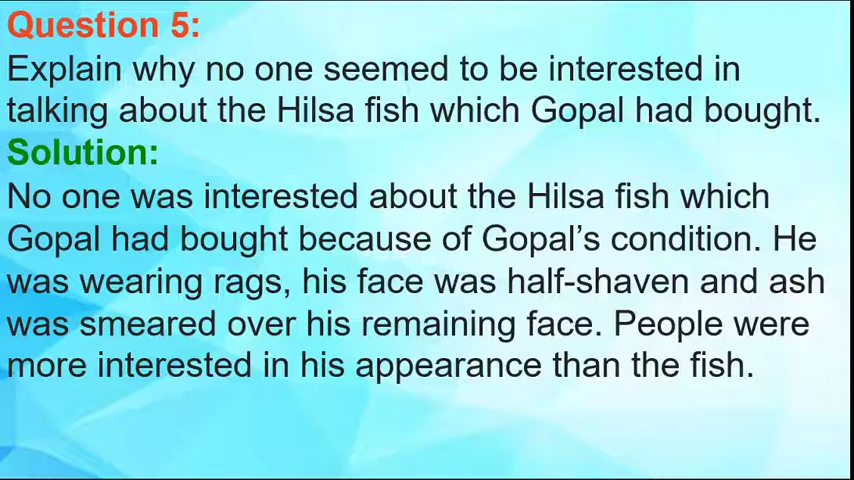 Question 5:
Explain why no one seemed to be interested in
talking about the Hilsa fish which Gopal had bought.
Solution:
No one was interested about the Hilsa fish which
Gopal had bought because of Gopal’s condition. He
was wearing rags, his face was half-shaven and ash
was smeared over his remaining face. People were
more interested in his appearance than the fish.